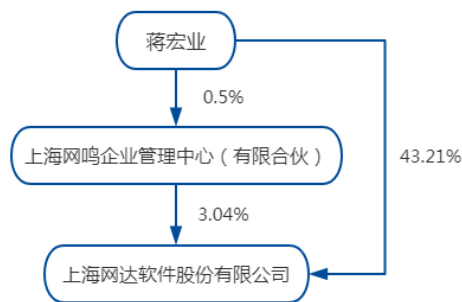 蒋宏业
0.5%
上海网鸣企业管理中心（有限合伙）
43.21%
3.04%
上海网达软件股份有限公司